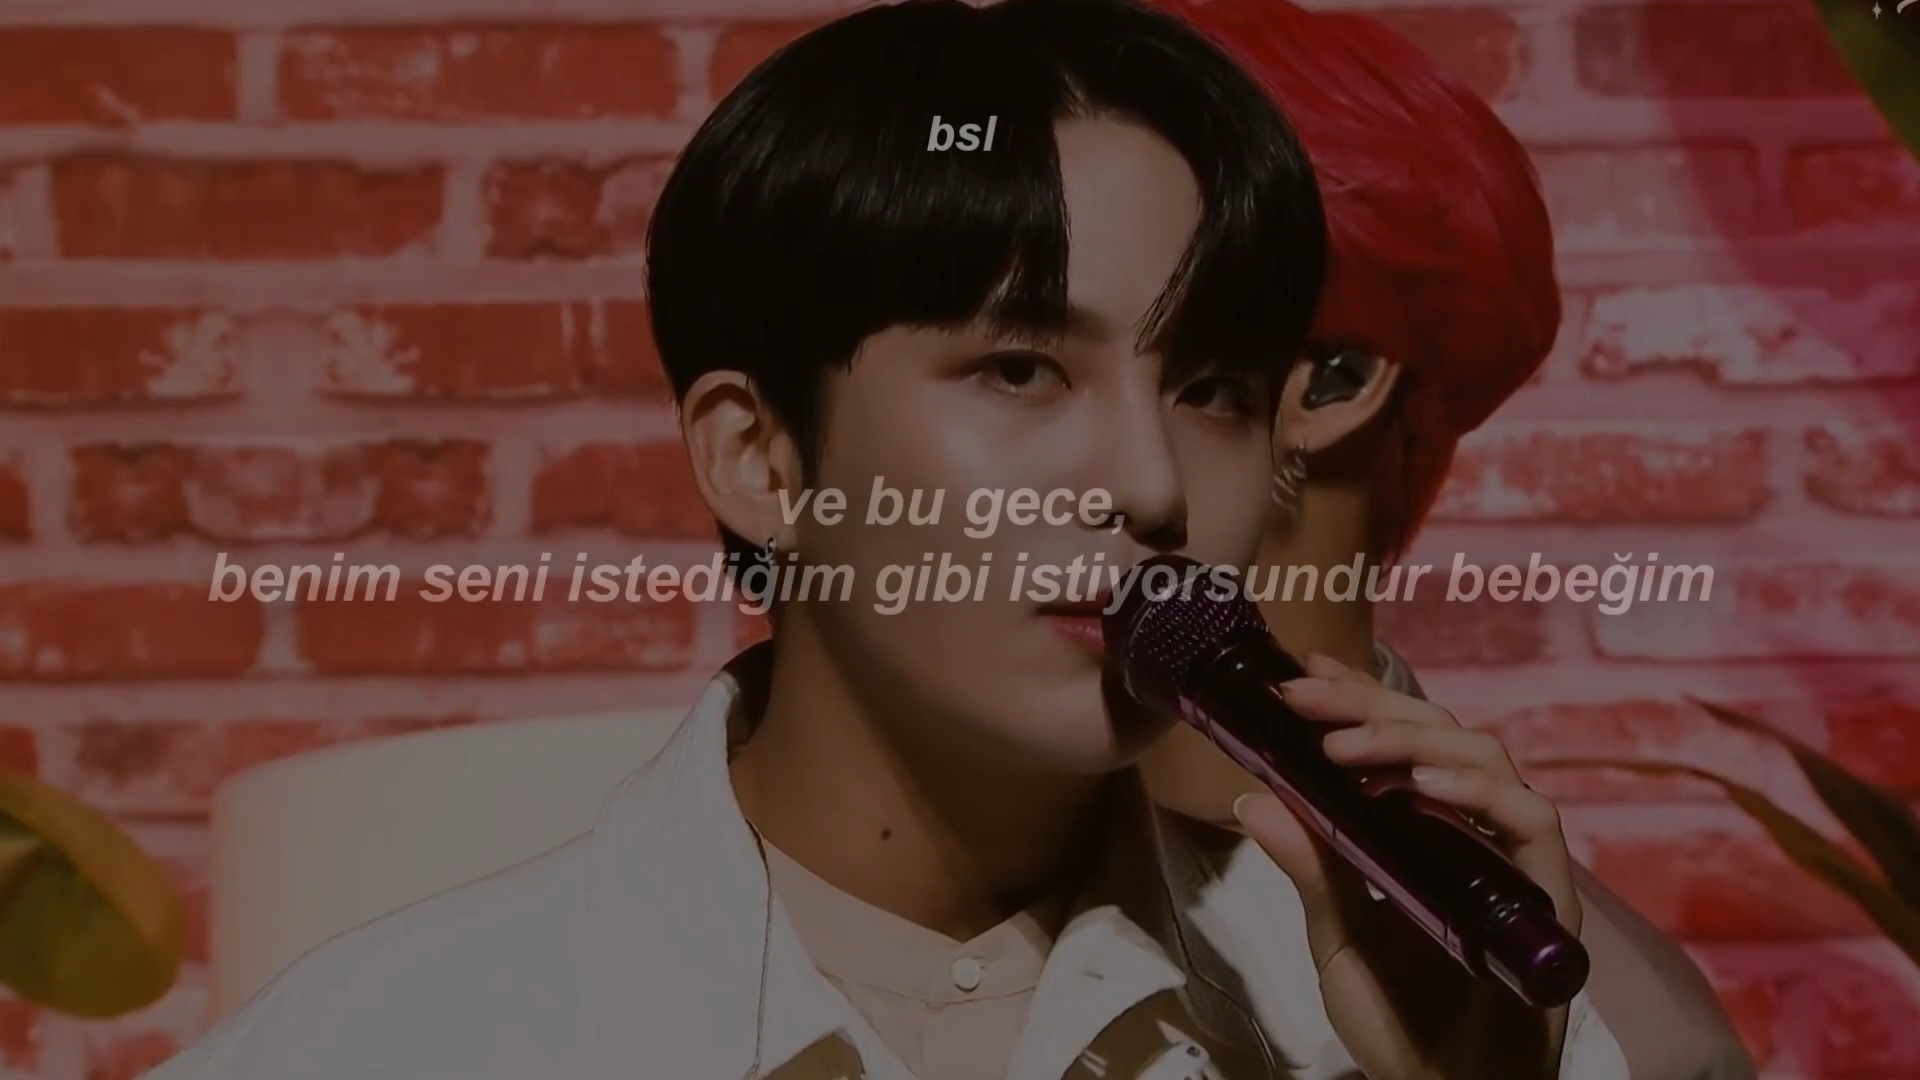 bsl
ve bu gece,
benim seni istediğim gibi istiyorsundur bebeğim